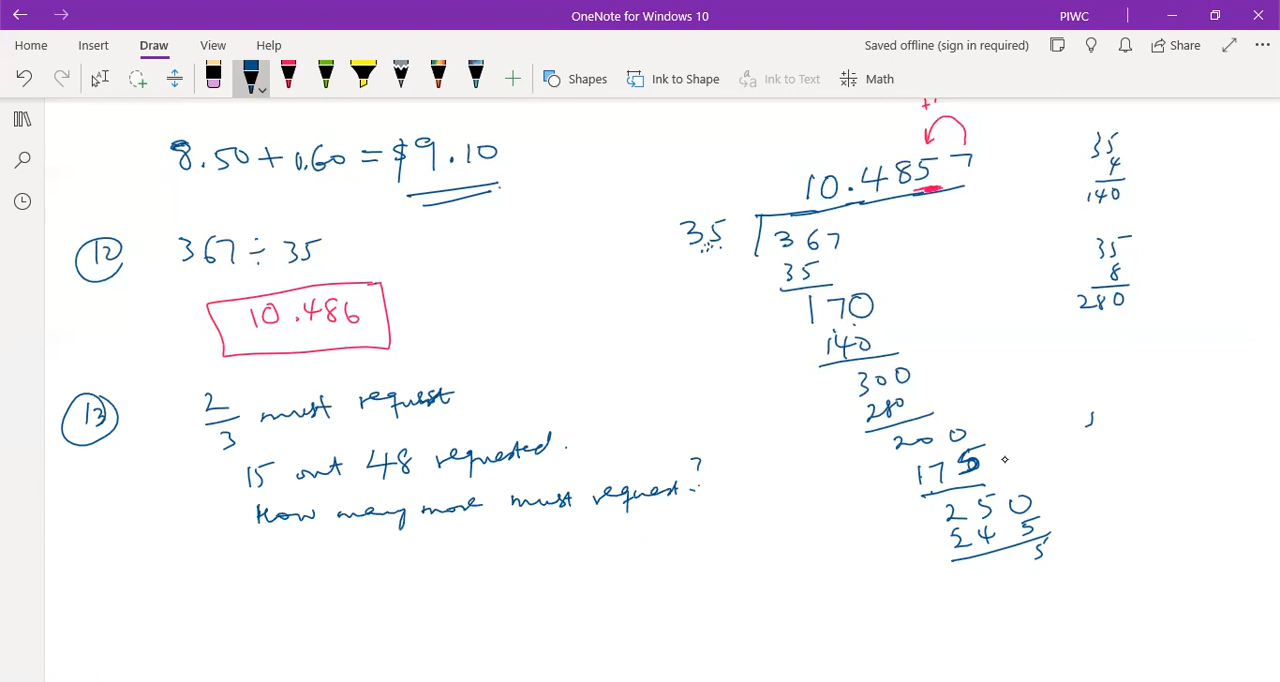 OneNote for Windows 10
PIWC
Home Insert Draw View Help
Saved offline (sign in required)
Share
Shapes
Ink to Shape
Ink to Text
Math
8.50 + 0.60 = $9.10
12 367 ÷ 35
10.486
13 2/3 must request
15 out 48 requested.
How many more must request?
+1
10.4857
35 367
35
170
140
300
280
200
175
250
245
5
35
4
140
35
8
280